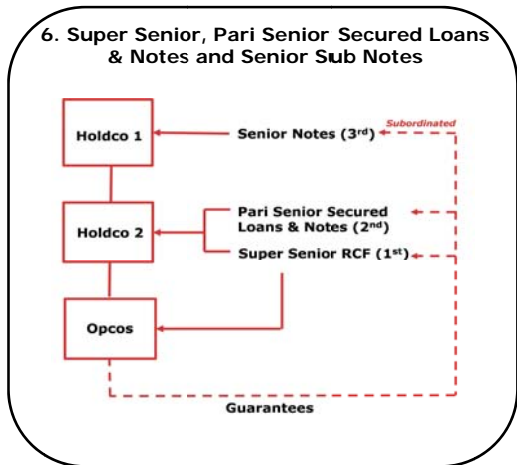 6. Super Senior, Pari Senior Secured Loans
& Notes and Senior Sub Notes
Subordinated
Holdco 1
Senior Notes (3rd)
Holdco 2
Pari Senior Secured
Loans & Notes (2nd)
Super Senior RCF (1st)
Opcos
Guarantees